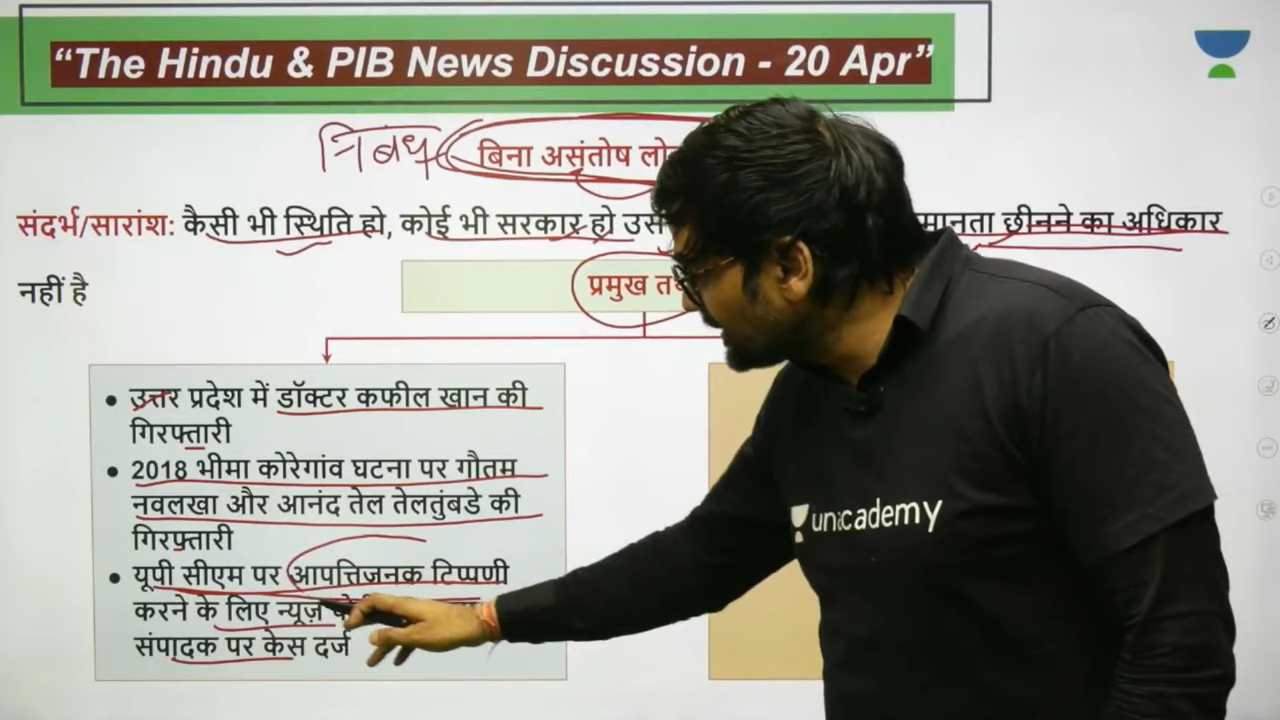 “The Hindu & PIB News Discussion - 20 Apr”
निबंध बिना असंतोष
संदर्भ/सारांश: कैसी भी स्थिति हो, कोई भी सरकार हो छीनने का अधिकार
नहीं है
प्रमुख
उत्तर प्रदेश में डॉक्टर कफील खान की
गिरफ्तारी
2018 भीमा कोरेगांव घटना पर गौतम
नवलखा और आनंद तेल तेलतुंबडे की
गिरफ्तारी
यूपी सीएम पर आपत्तिजनक टिप्पणी
करने के लिए न्यूज़
संपादक पर केस दर्ज
unacademy